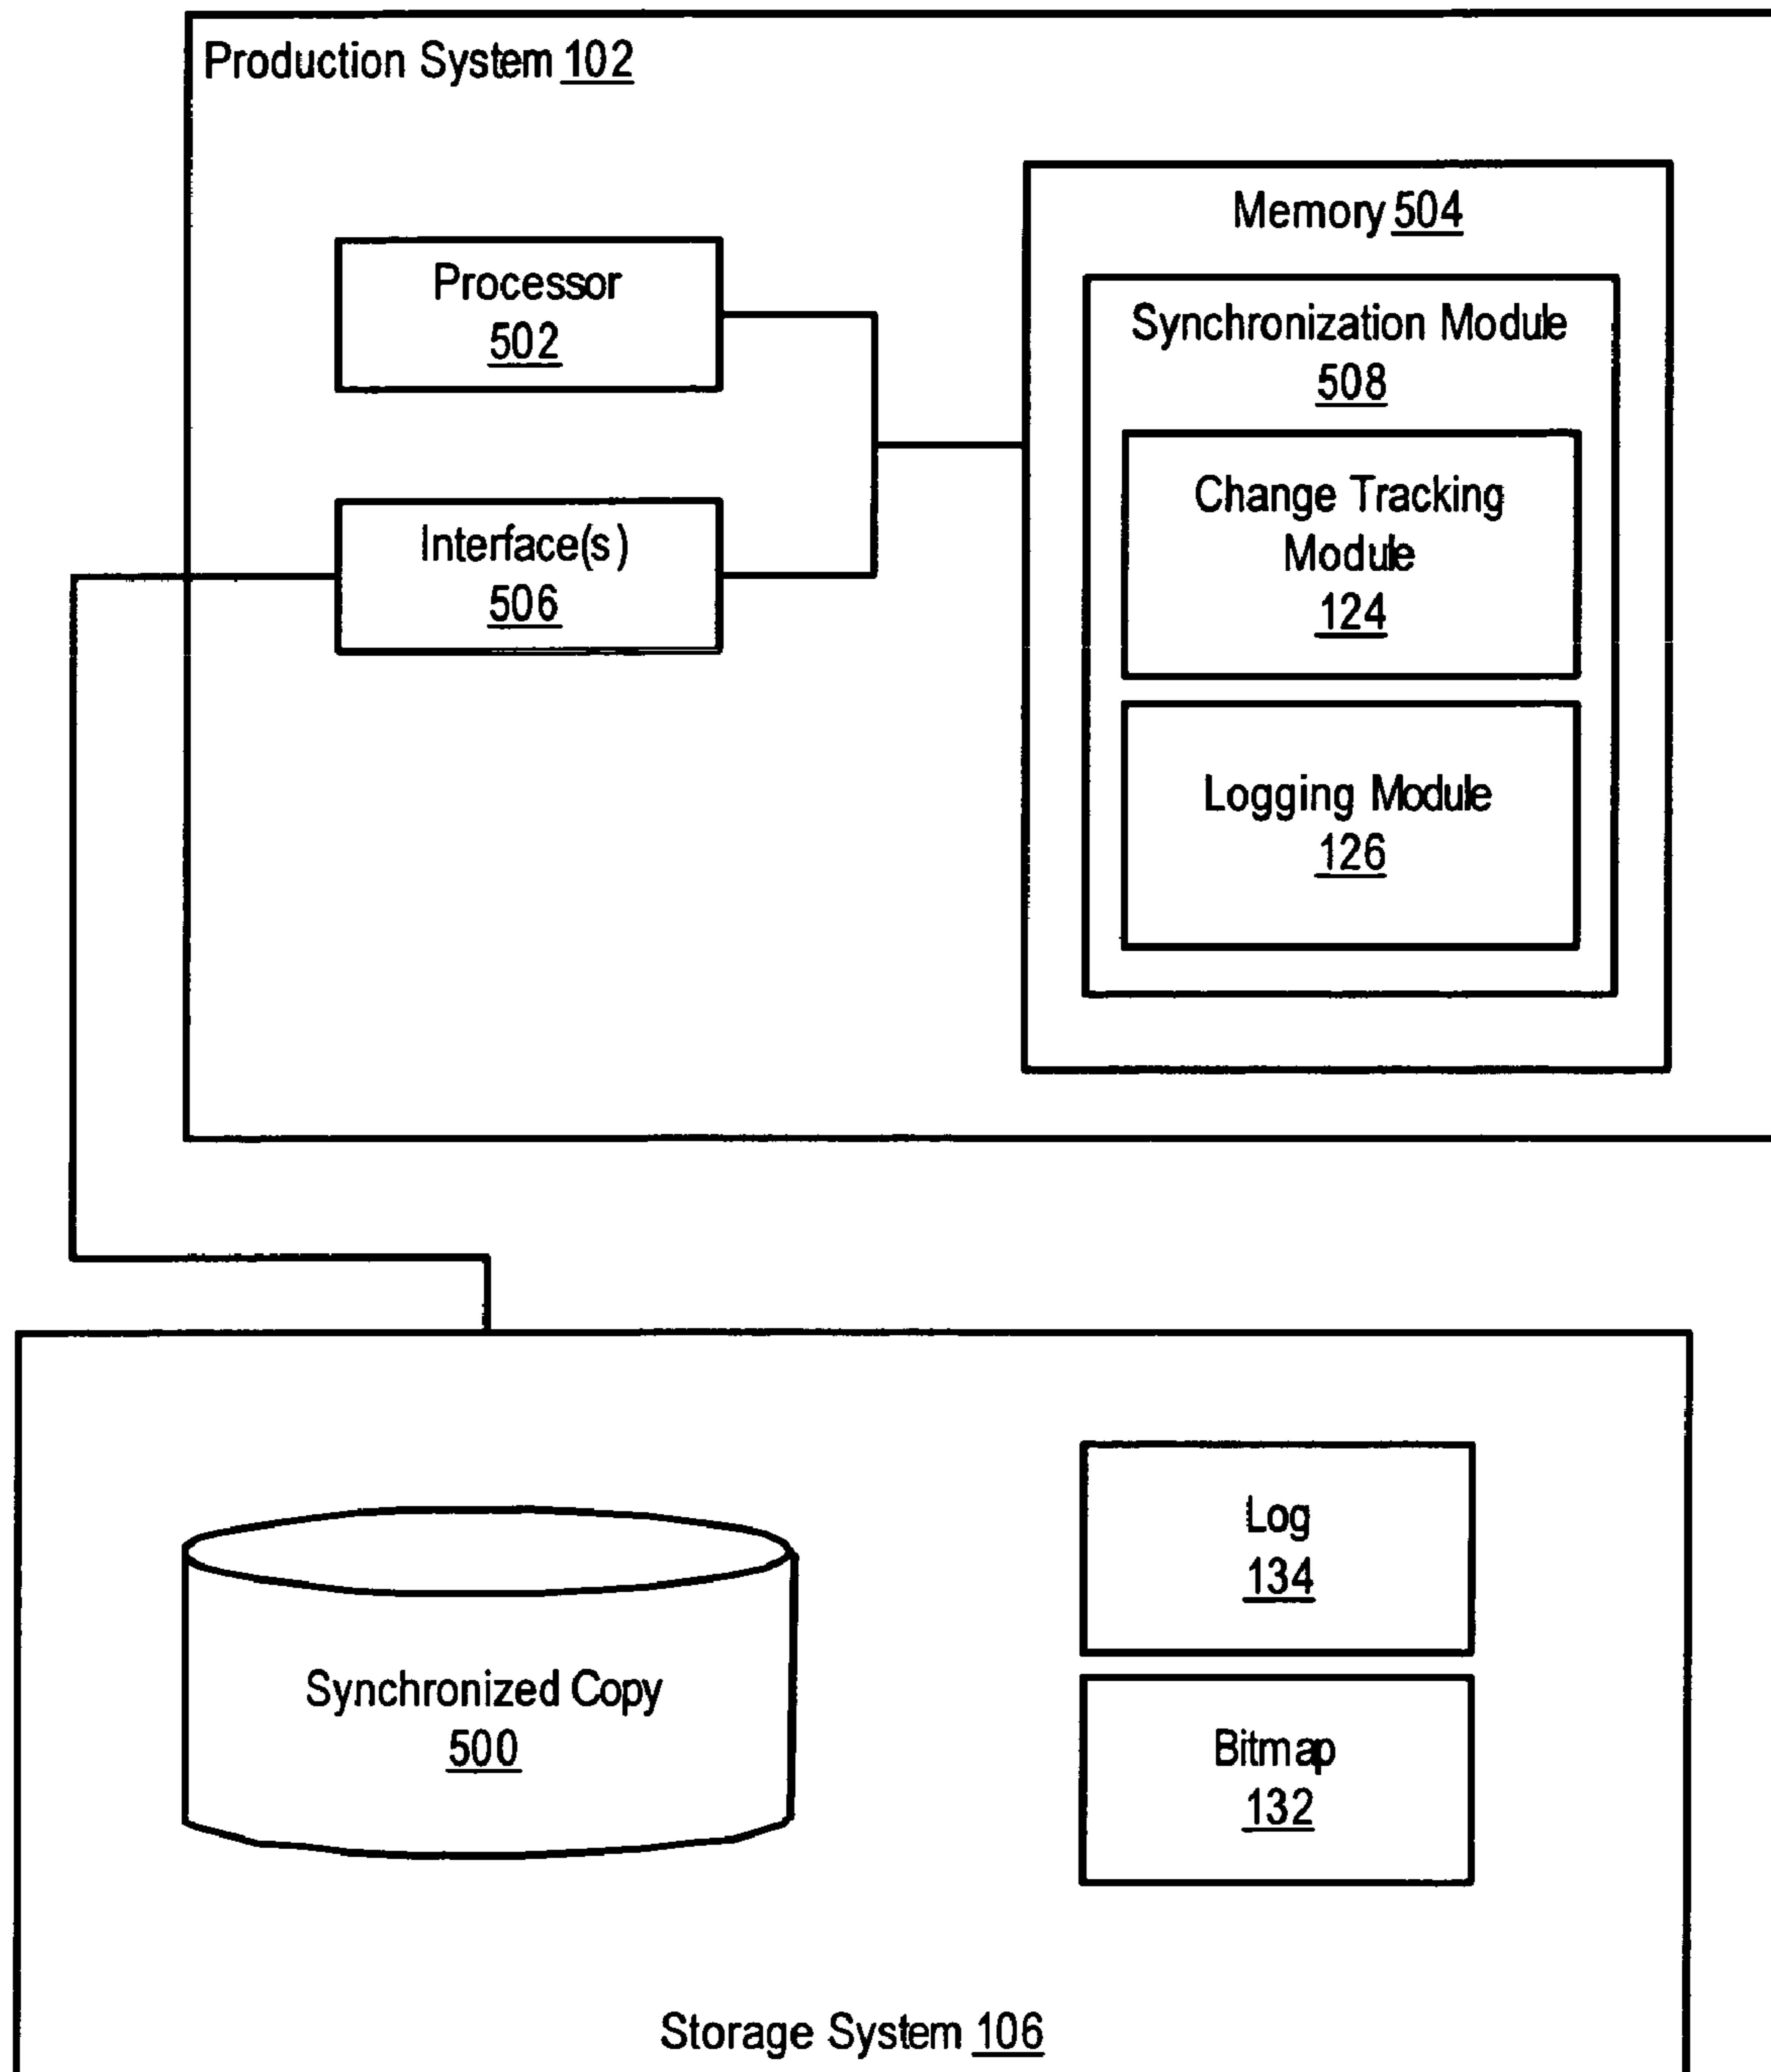 Production System 102
Memory 504
Processor
502
Synchronization Module
508
Change Tracking
Module
124
Interface(s)
506
Logging Module
126
Log
134
Synchronized Copy
500
Bitmap
132
Storage System 106